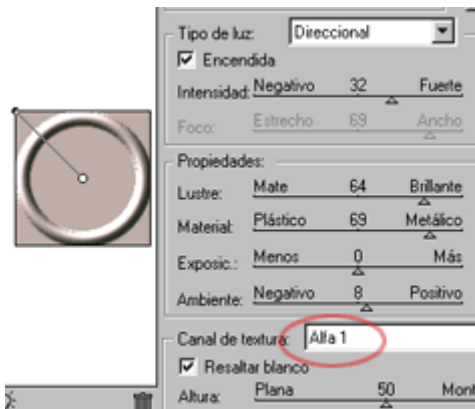 Tipo de luz: Direccional
Encendida
Intensidad: Negativo 32 Fuerte
Foco: Estrecho 69 Ancho
Propiedades:
Lustre: Mate 64 Brillante
Material: Plástico 69 Metálico
Exposic.: Menos 0 Más
Ambiente: Negativo 8 Positivo
Canal de textura: Alfa 1
Resaltar blanco
Altura: Plana 50 Mont